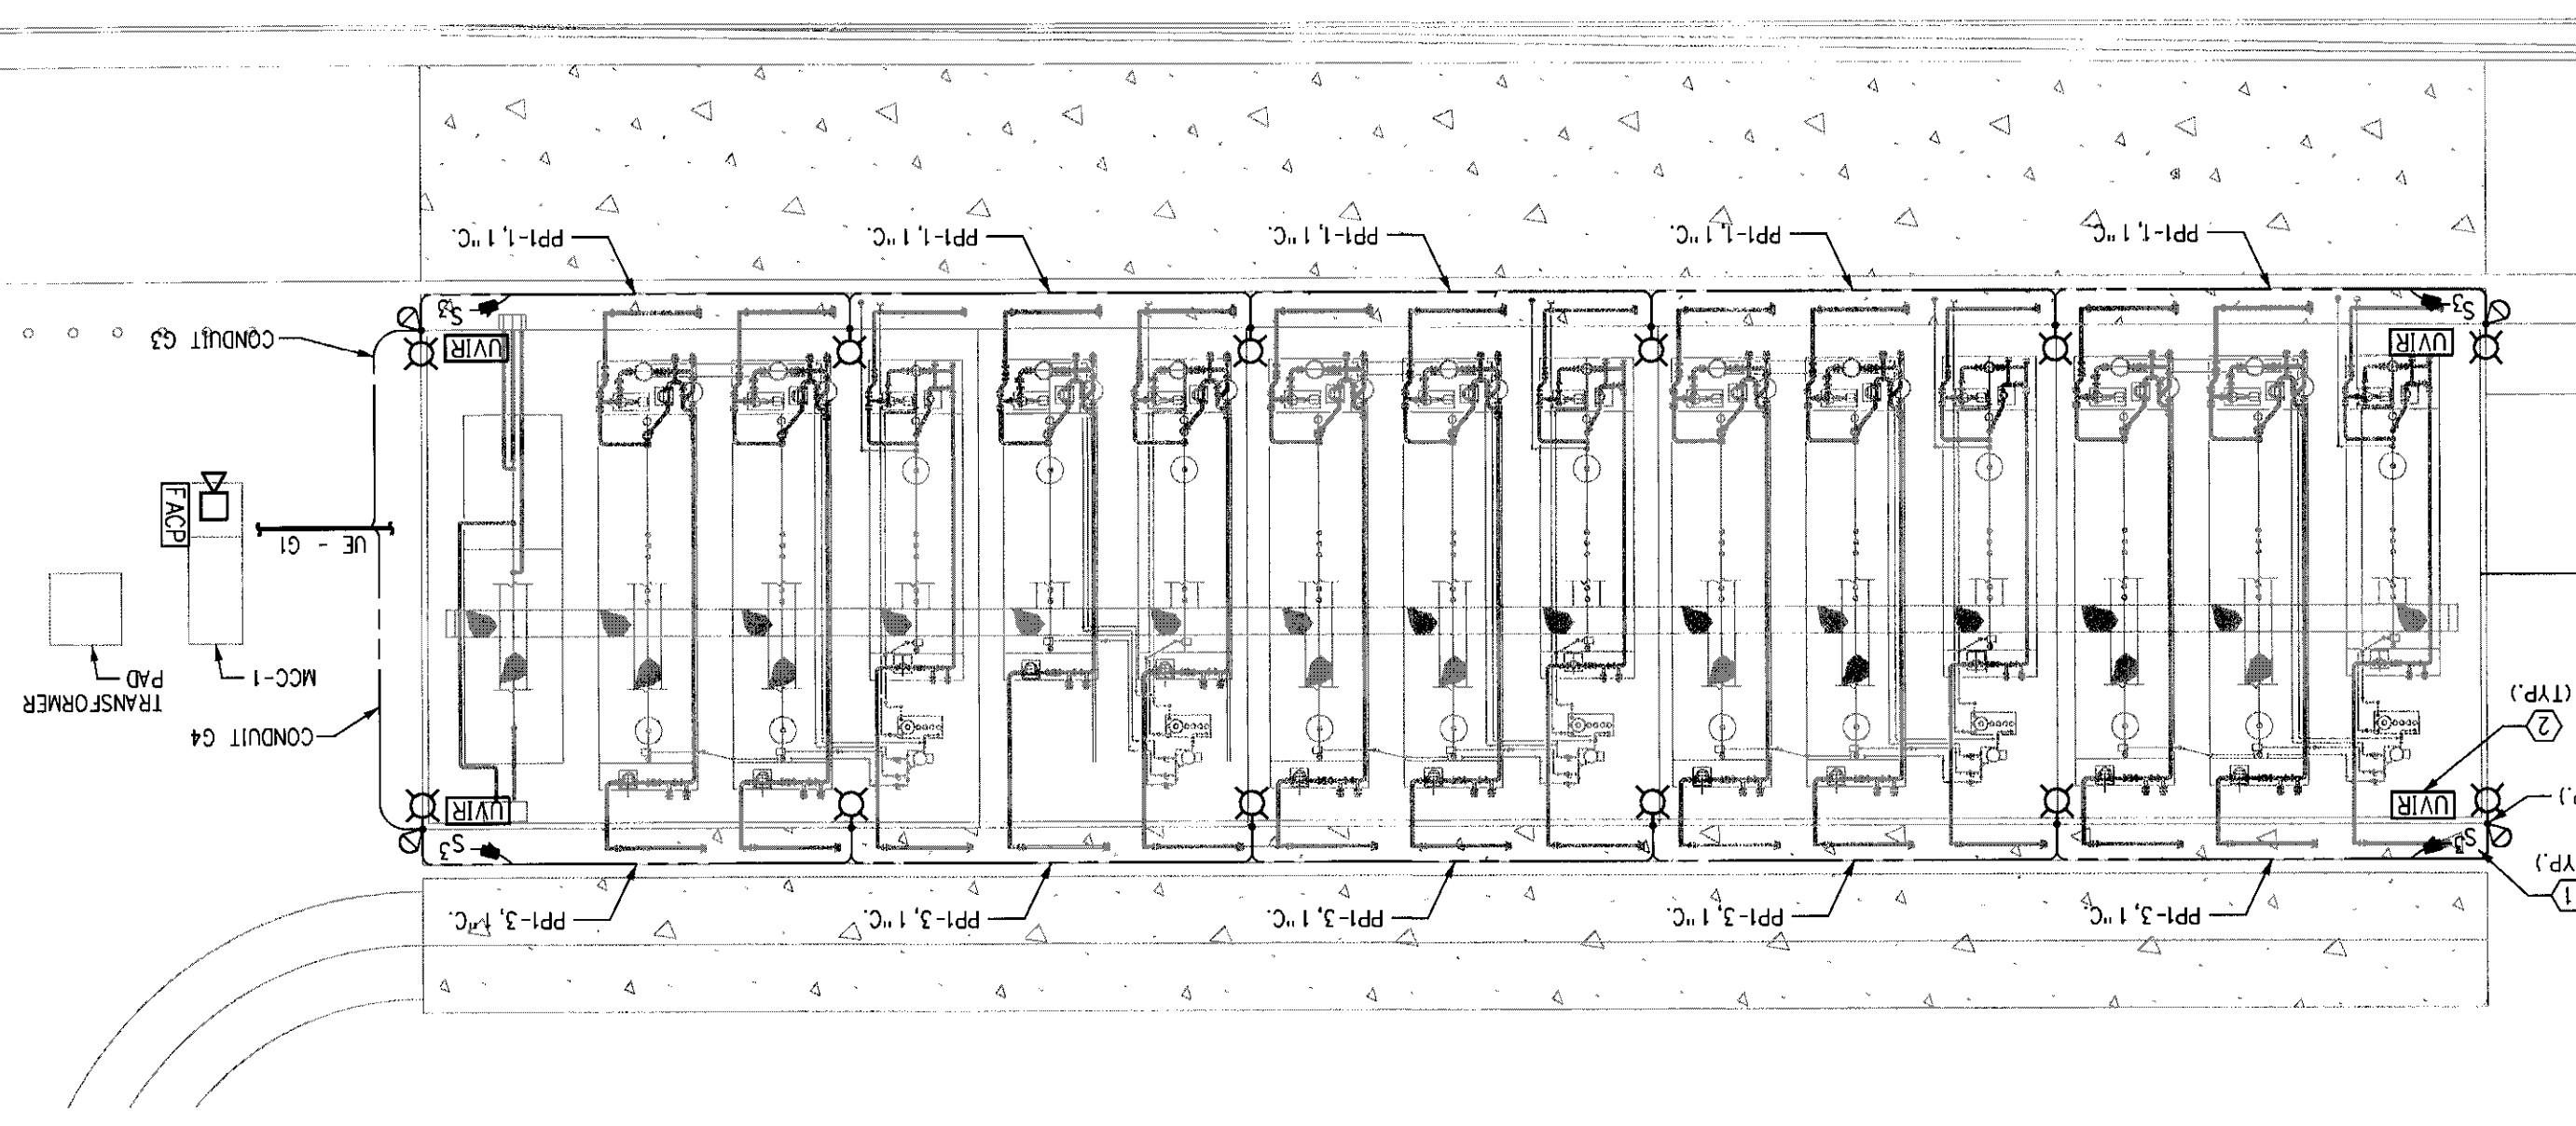 1
PP1-3, 1"C.
PP1-3, 1"C.
PP1-3, 1"C.
PP1-3, 1"C.
PP1-3, 1"C.
YP.)
S3
S3
UVIR
UVIR
2
(TYP.)
CONDUIT G4
TRANSFORMER
PAD
MCC-1
UE - G1
FACP
UVIR
UVIR
CONDUIT G3
S3
S3
PP1-1, 1"C.
PP1-1, 1"C.
PP1-1, 1"C.
PP1-1, 1"C.
PP1-1, 1"C.